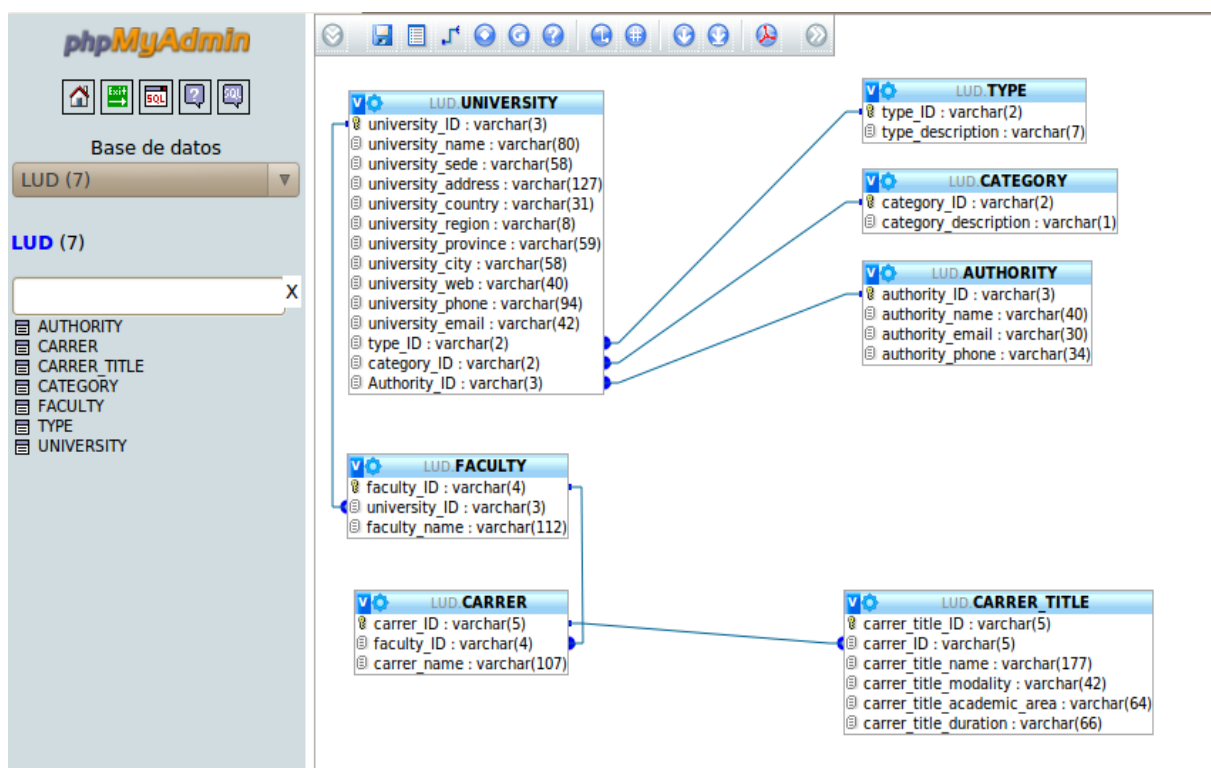 phpMyAdmin
Exit
SQL
?
SQL
Base de datos
LUD (7)
LUD (7)
X
AUTHORITY
CARRER
CARRER_TITLE
CATEGORY
FACULTY
TYPE
UNIVERSITY
LUD.UNIVERSITY
university_ID : varchar(3)
university_name : varchar(80)
university_sede : varchar(58)
university_address : varchar(127)
university_country : varchar(31)
university_region : varchar(8)
university_province : varchar(59)
university_city : varchar(58)
university_web : varchar(40)
university_phone : varchar(94)
university_email : varchar(42)
type_ID : varchar(2)
category_ID : varchar(2)
Authority_ID : varchar(3)
LUD.TYPE
type_ID : varchar(2)
type_description : varchar(7)
LUD.CATEGORY
category_ID : varchar(2)
category_description : varchar(1)
LUD.AUTHORITY
authority_ID : varchar(3)
authority_name : varchar(40)
authority_email : varchar(30)
authority_phone : varchar(34)
LUD.FACULTY
faculty_ID : varchar(4)
university_ID : varchar(3)
faculty_name : varchar(112)
LUD.CARRER
carrer_ID : varchar(5)
faculty_ID : varchar(4)
carrer_name : varchar(107)
LUD.CARRER_TITLE
carrer_title_ID : varchar(5)
carrer_ID : varchar(5)
carrer_title_name : varchar(177)
carrer_title_modality : varchar(42)
carrer_title_academic_area : varchar(64)
carrer_title_duration : varchar(66)